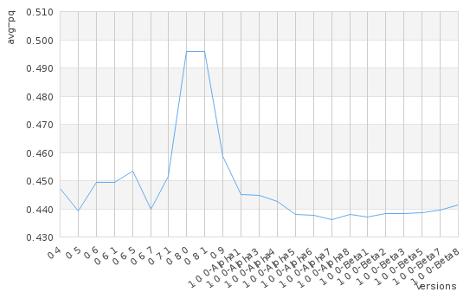 avg-pq
0.510
0.500
0.490
0.480
0.470
0.460
0.450
0.440
0.430
0 4
0 5
0 6
0 6 1
0 6 5
0 7
0 7 1
0 8 0
0 8 1
0 9
1 0 0-Alpha1
1 0 0-Alpha3
1 0 0-Alpha4
1 0 0-Alpha5
1 0 0-Alpha6
1 0 0-Alpha7
1 0 0-Alpha8
1 0 0-Beta1
1 0 0-Beta2
1 0 0-Beta3
1 0 0-Beta5
1 0 0-Beta7
1 0 0-Beta8
versions